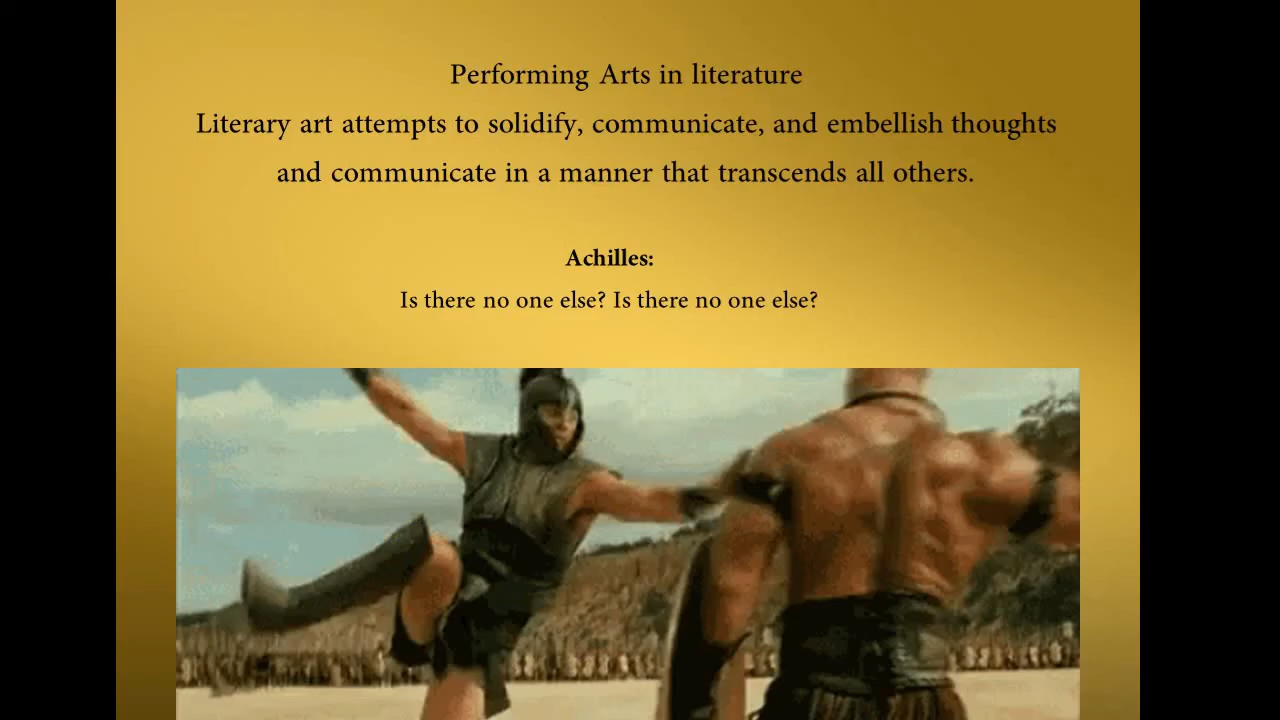 Performing Arts in literature
Literary art attempts to solidify, communicate, and embellish thoughts
and communicate in a manner that transcends all others.
Achilles:
Is there no one else? Is there no one else?